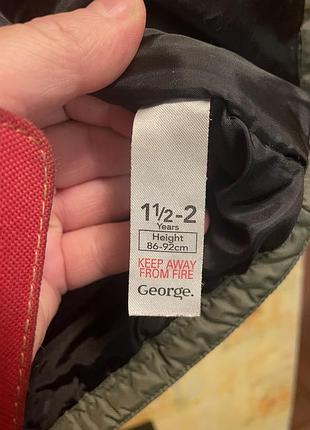 1½-2
Years
Height
86-92cm
KEEP AWAY
FROM FIRE
George.